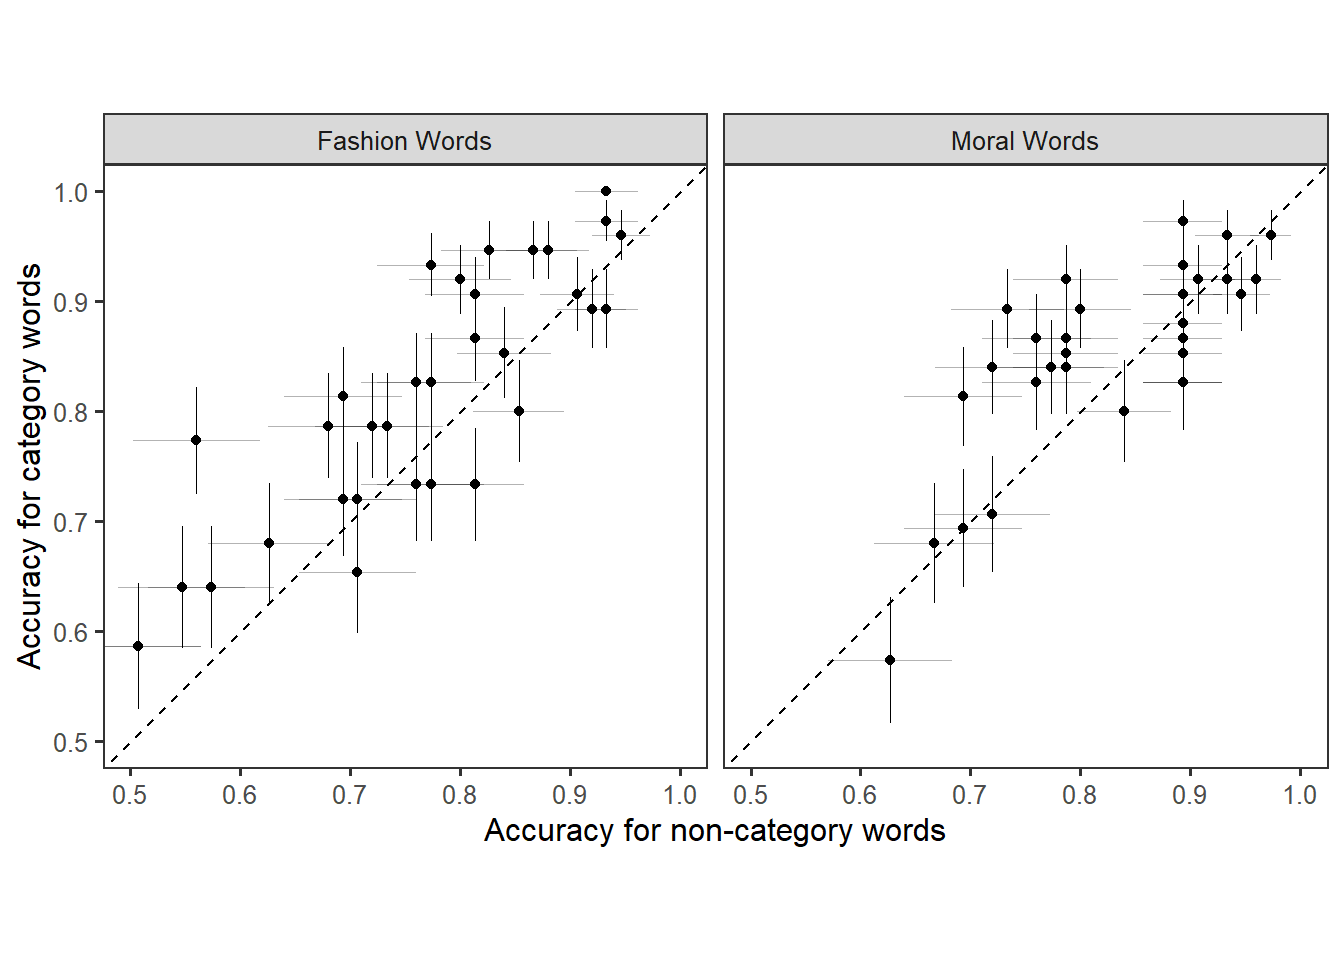 Fashion Words
Moral Words
Accuracy for category words
1.0
0.9
0.8
0.7
0.6
0.5
0.5 0.6 0.7 0.8 0.9 1.0
0.5 0.6 0.7 0.8 0.9 1.0
Accuracy for non-category words